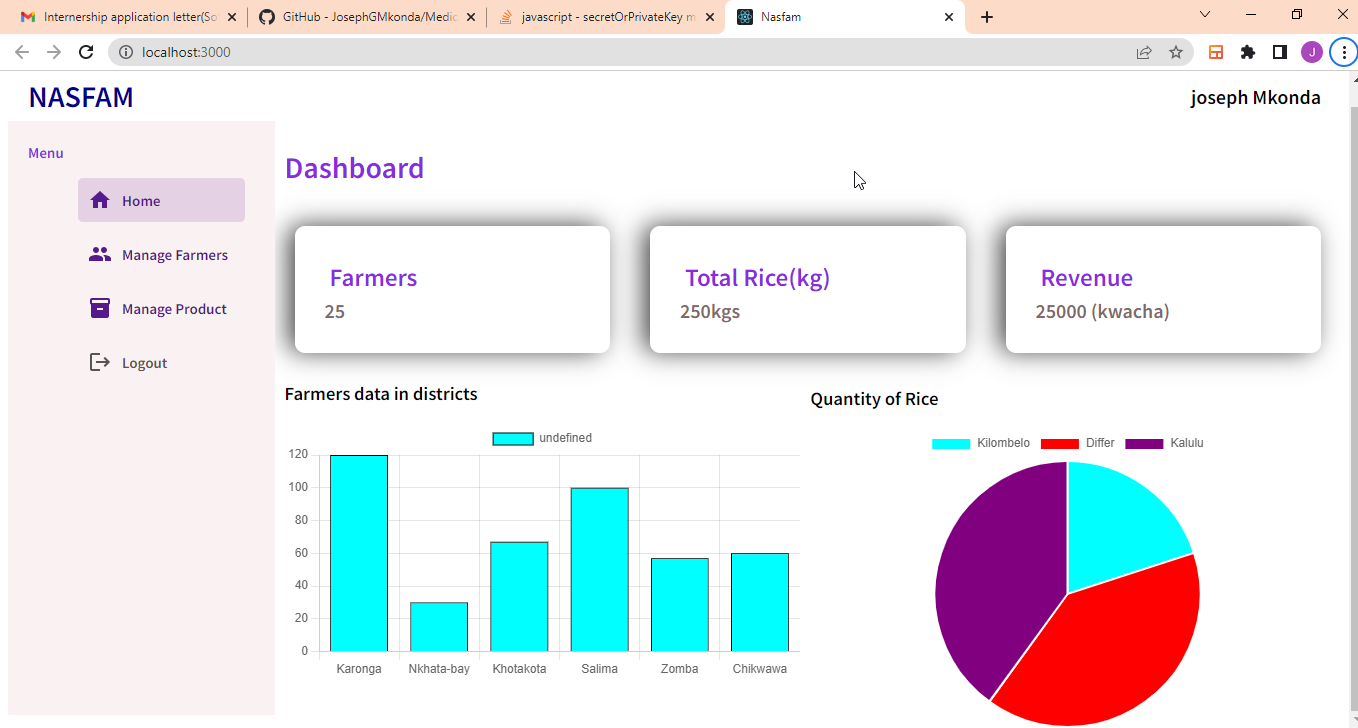 Internership application letter(So
GitHub - JosephGMkonda/Medic
javascript - secretOrPrivateKey m
Nasfam
localhost:3000
J
NASFAM
joseph Mkonda
Menu
Home
Manage Farmers
Manage Product
Logout
Dashboard
Farmers
25
Total Rice(kg)
250kgs
Revenue
25000 (kwacha)
Farmers data in districts
undefined
120
100
80
60
40
20
0
Karonga Nkhata-bay Khotakota Salima Zomba Chikwawa
Quantity of Rice
Kilombelo Differ Kalulu